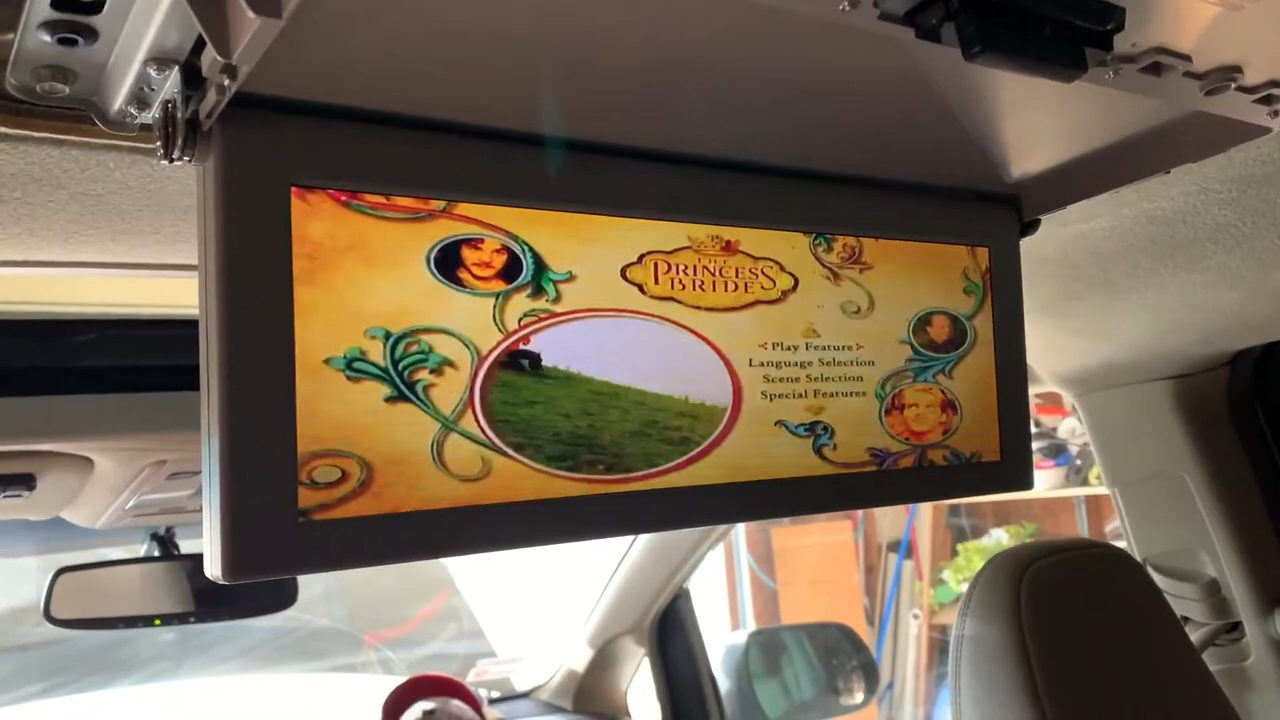 THE
PRINCESS
BRIDE
Play Feature
Language Selection
Scene Selection
Special Features